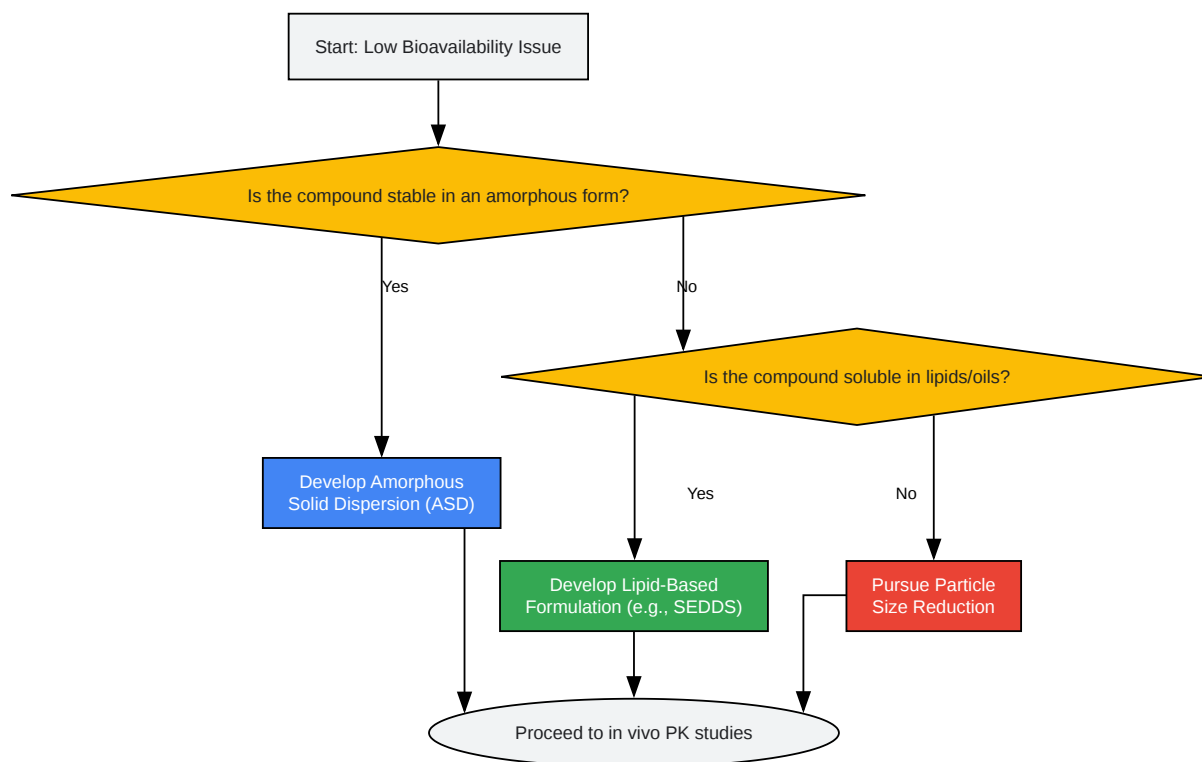 Start: Low Bioavailability Issue
Is the compound stable in an amorphous form?
Yes
No
Is the compound soluble in lipids/oils?
Develop Amorphous
Solid Dispersion (ASD)
Yes
No
Develop Lipid-Based
Formulation (e.g., SEDDS)
Pursue Particle
Size Reduction
Proceed to in vivo PK studies